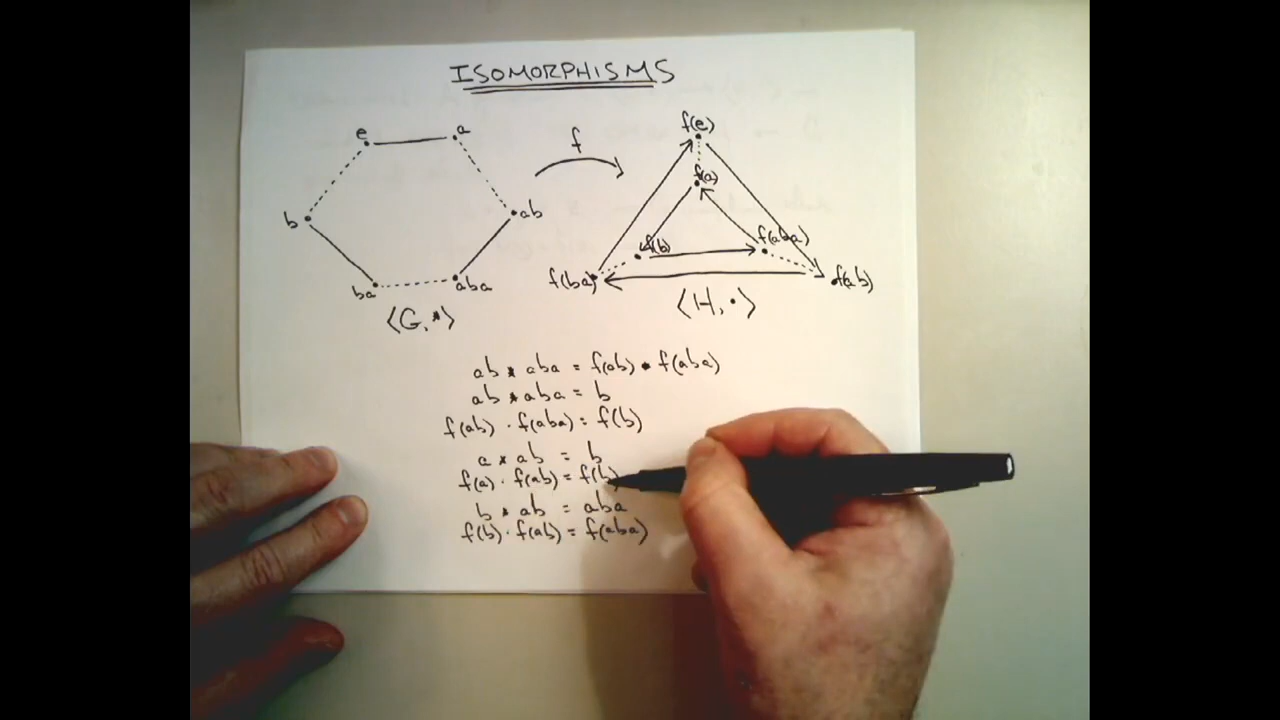 ISOMORPHISMS
e a
b ab
ba aba
⟨G,*⟩
f
f(e)
f(a)
f(b) f(aba)
f(ba) f(ab)
⟨H,·⟩
ab * aba = f(ab) · f(aba)
ab * aba = b
f(ab) · f(aba) = f(b)
a * ab = b
f(a) · f(ab) = f(b)
b * ab = aba
f(b) · f(ab) = f(aba)